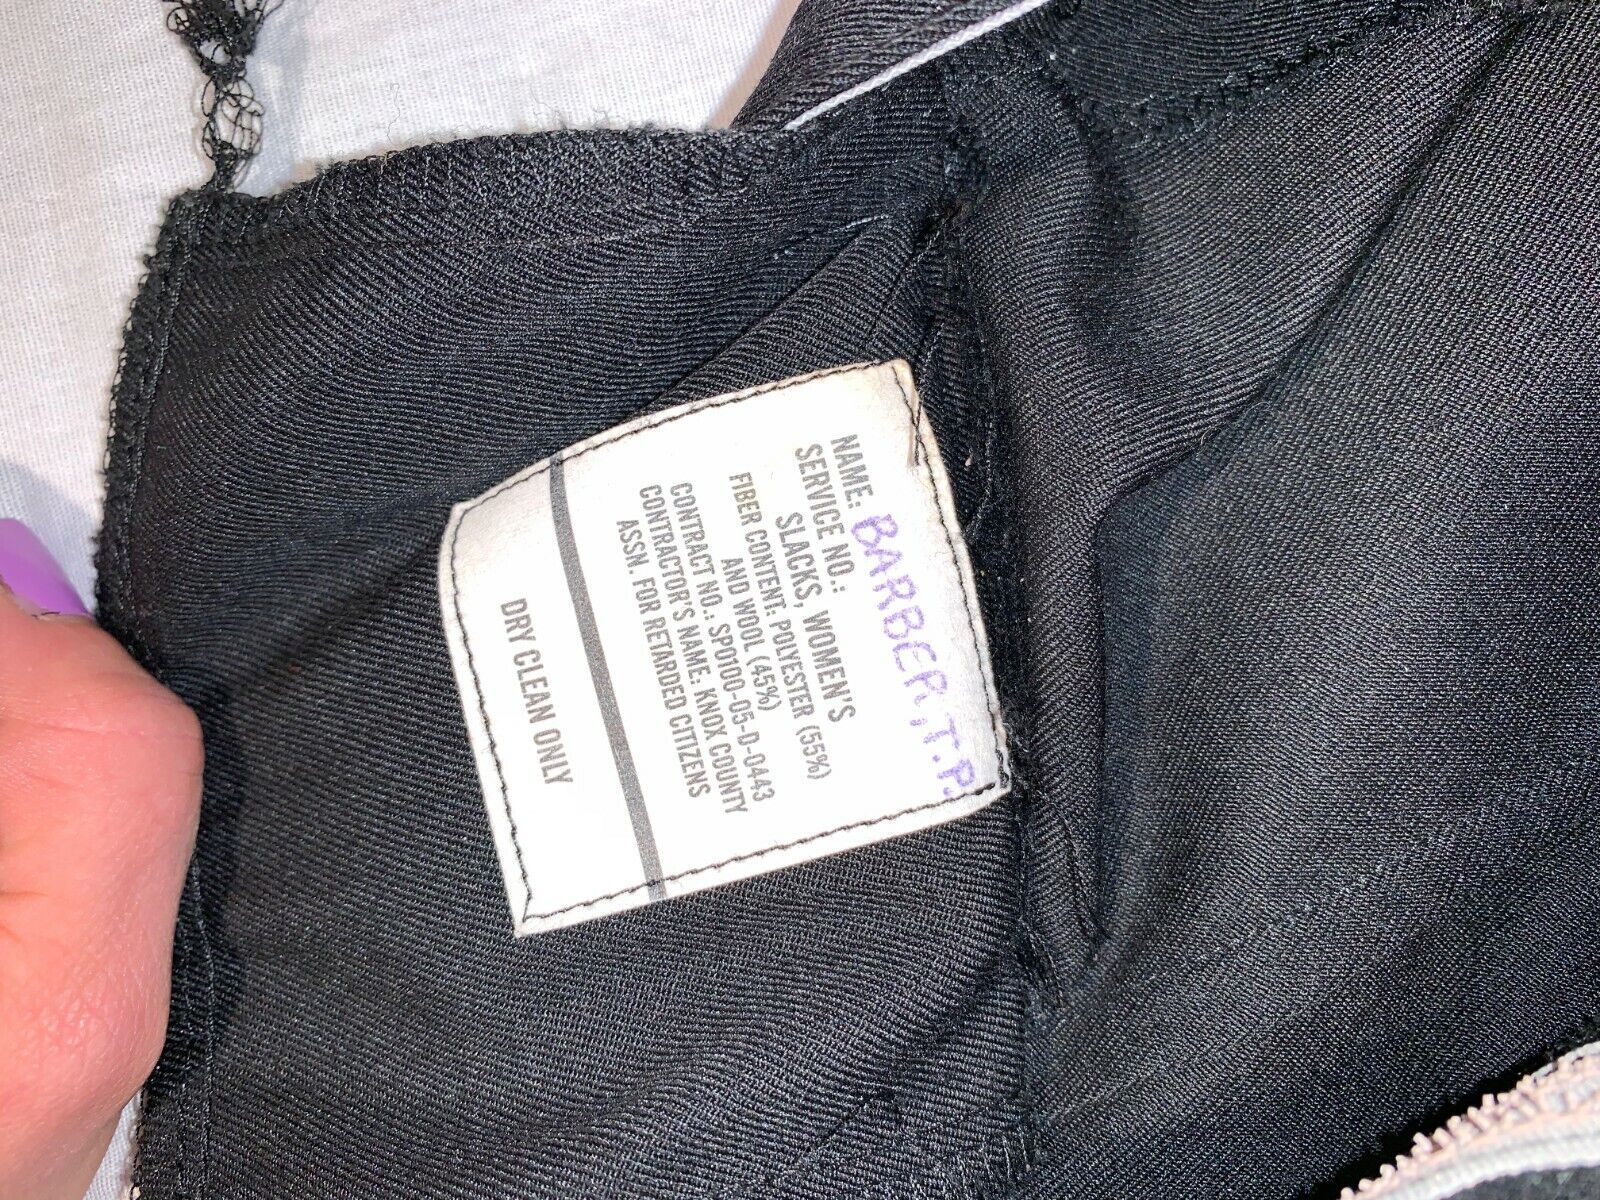 NAME: BARBER.T.P.
SERVICE NO.:
SLACKS, WOMEN'S
FIBER CONTENT: POLYESTER (55%)
AND WOOL (45%)
CONTRACT NO.: SPO100-05-D-0443
CONTRACTOR'S NAME: KNOX COUNTY
ASSN. FOR RETARDED CITIZENS
DRY CLEAN ONLY